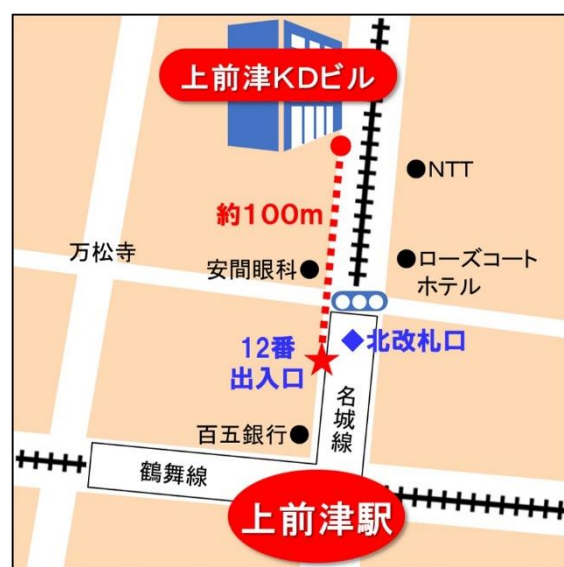 上前津KDビル
NTT
約100m
万松寺
安間眼科
ローズコート
ホテル
12番
出入口
北改札口
名城線
百五銀行
鶴舞線
上前津駅